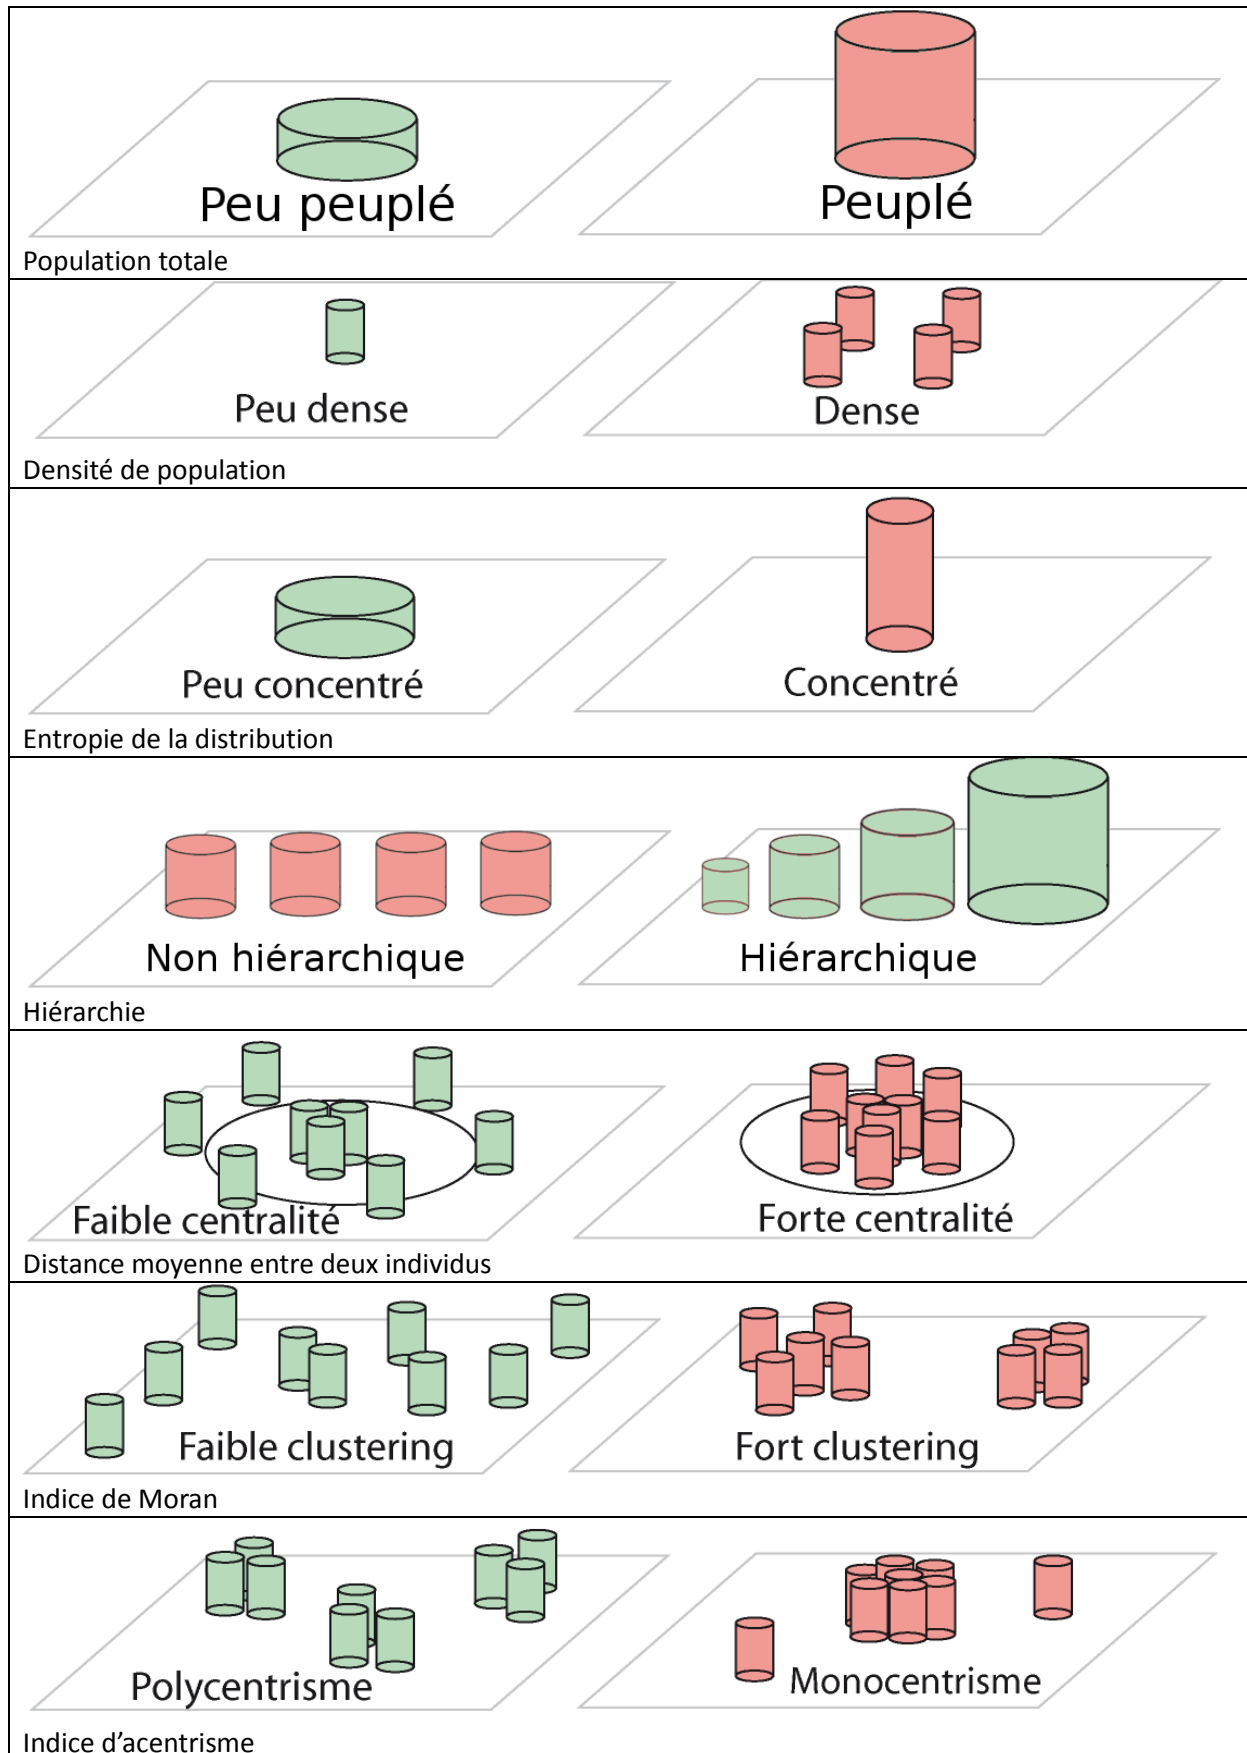 Peu peuplé
Peuplé
Population totale
Peu dense
Dense
Densité de population
Peu concentré
Concentré
Entropie de la distribution
Non hiérarchique
Hiérarchique
Hiérarchie
Faible centralité
Forte centralité
Distance moyenne entre deux individus
Faible clustering
Fort clustering
Indice de Moran
Polycentrisme
Monocentrisme
Indice d’acentrisme